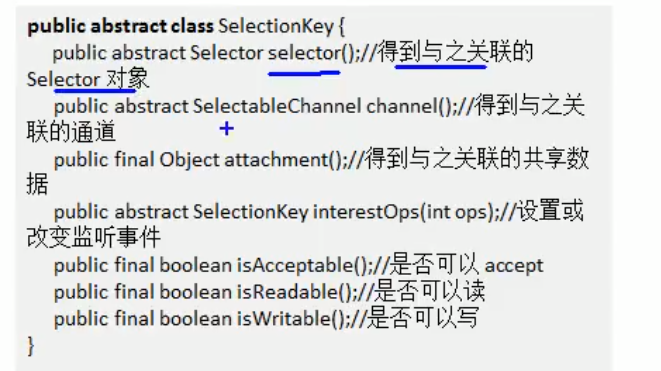 public abstract class SelectionKey {
public abstract Selector selector();//得到与之关联的
Selector 对象
public abstract SelectableChannel channel();//得到与之关
联的通道
public final Object attachment();//得到与之关联的共享数
据
public abstract SelectionKey interestOps(int ops);//设置或
改变监听事件
public final boolean isAcceptable();//是否可以 accept
public final boolean isReadable();//是否可以读
public final boolean isWritable();//是否可以写
}